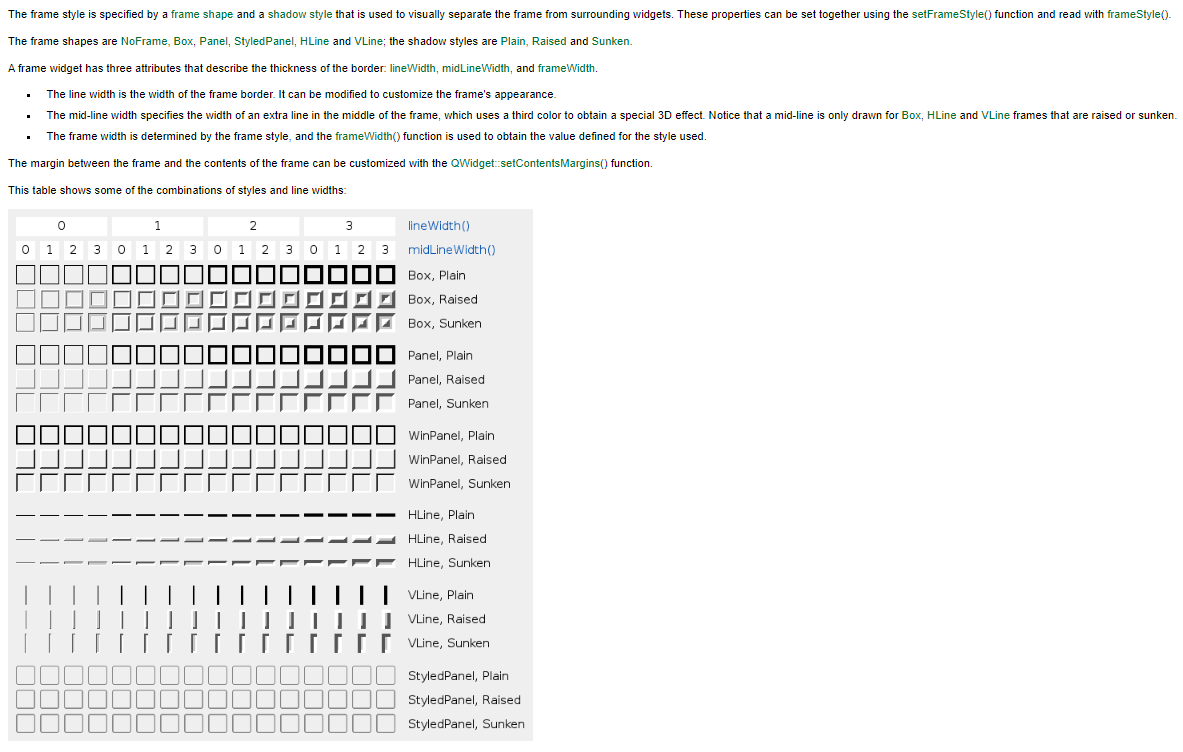 The frame style is specified by a frame shape and a shadow style that is used to visually separate the frame from surrounding widgets. These properties can be set together using the setFrameStyle() function and read with frameStyle().
The frame shapes are NoFrame, Box, Panel, StyledPanel, HLine and VLine; the shadow styles are Plain, Raised and Sunken.
A frame widget has three attributes that describe the thickness of the border: lineWidth, midLineWidth, and frameWidth.
▪ The line width is the width of the frame border. It can be modified to customize the frame's appearance.
▪ The mid-line width specifies the width of an extra line in the middle of the frame, which uses a third color to obtain a special 3D effect. Notice that a mid-line is only drawn for Box, HLine and VLine frames that are raised or sunken.
▪ The frame width is determined by the frame style, and the frameWidth() function is used to obtain the value defined for the style used.
The margin between the frame and the contents of the frame can be customized with the QWidget::setContentsMargins() function.
This table shows some of the combinations of styles and line widths:
0 1 2 3 lineWidth()
0 1 2 3 0 1 2 3 0 1 2 3 0 1 2 3 midLineWidth()
Box, Plain
Box, Raised
Box, Sunken
Panel, Plain
Panel, Raised
Panel, Sunken
WinPanel, Plain
WinPanel, Raised
WinPanel, Sunken
HLine, Plain
HLine, Raised
HLine, Sunken
VLine, Plain
VLine, Raised
VLine, Sunken
StyledPanel, Plain
StyledPanel, Raised
StyledPanel, Sunken